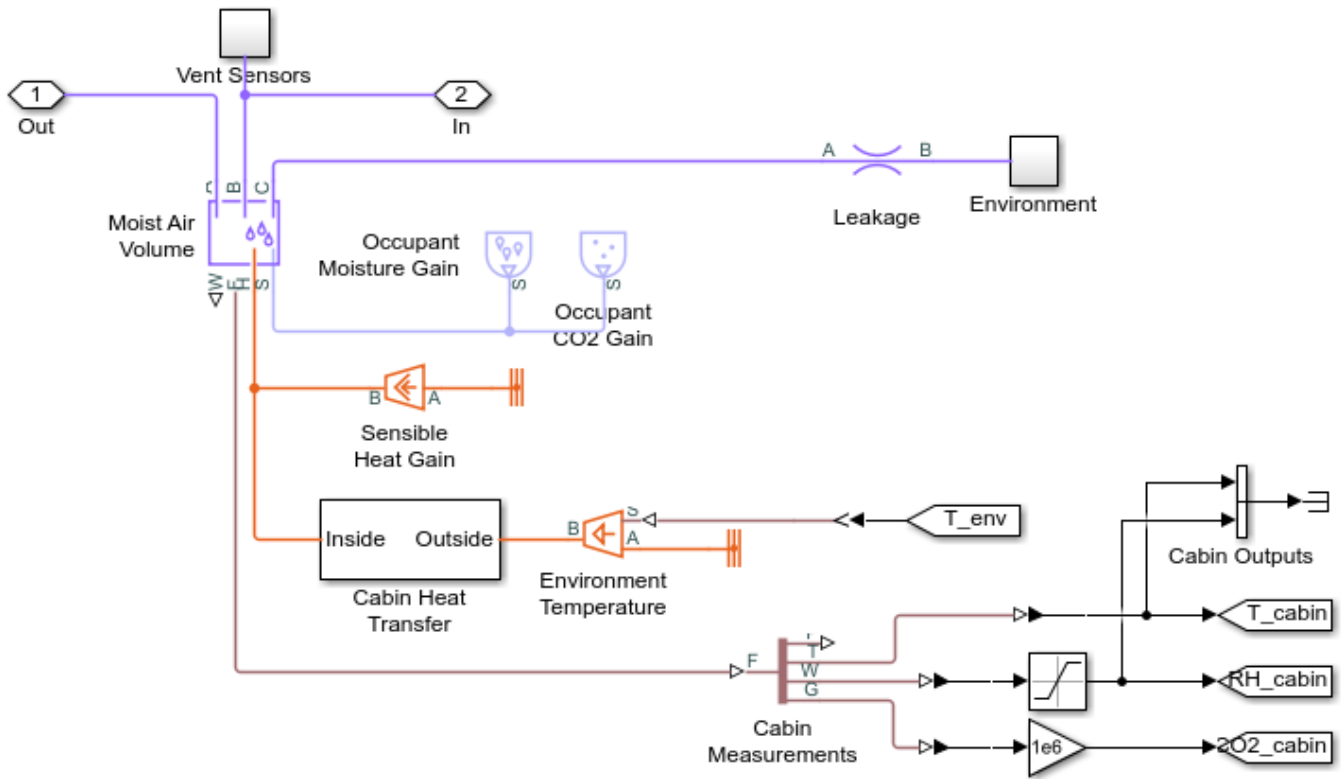 Vent Sensors
1
Out
2
In
A
B
Leakage
Environment
B
C
Moist Air
Volume
W
H
S
Occupant
Moisture Gain
S
S
Occupant
CO2 Gain
B
A
Sensible
Heat Gain
Inside
Outside
Cabin Heat
Transfer
B
S
A
Environment
Temperature
T_env
Cabin Outputs
T_cabin
F
T
W
G
RH_cabin
Cabin
Measurements
1e6
CO2_cabin